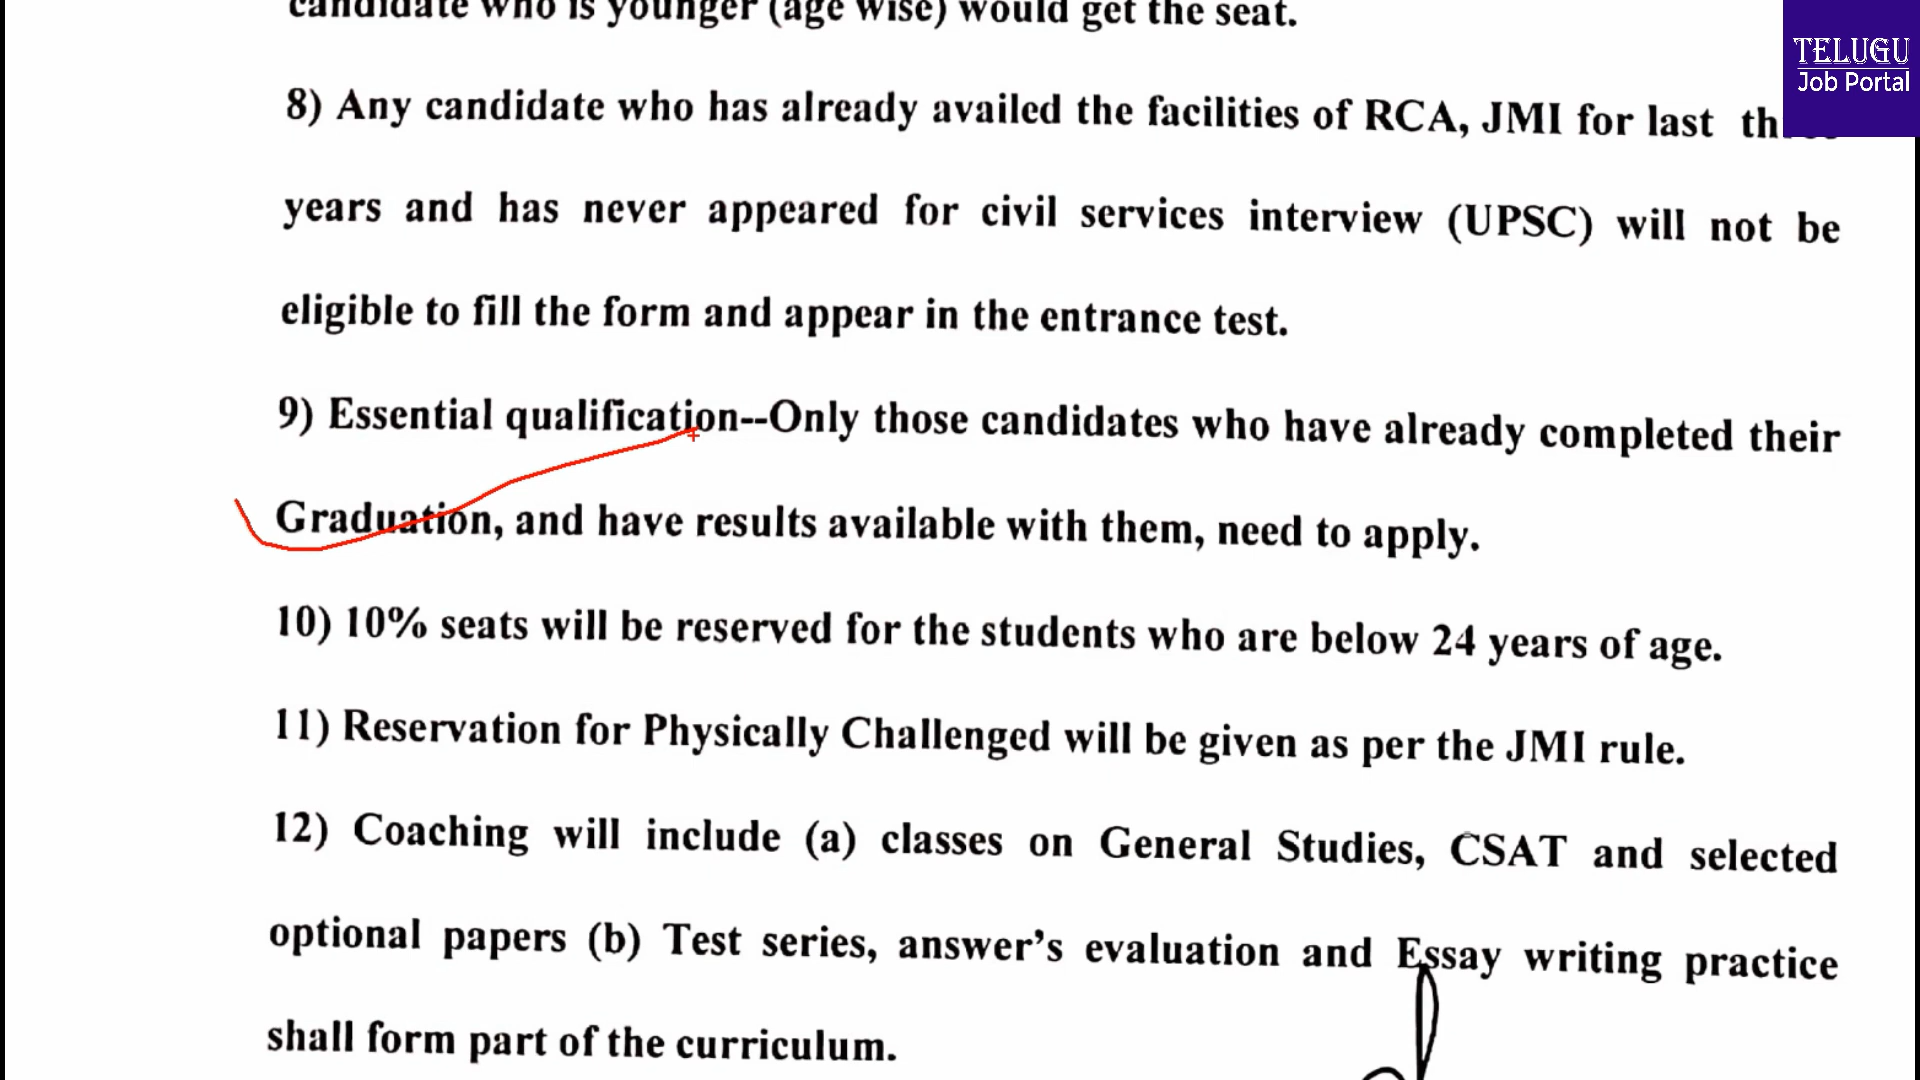 candidate who is younger (age wise) would get the seat.
TELUGU
Job Portal
8) Any candidate who has already availed the facilities of RCA, JMI for last three
years and has never appeared for civil services interview (UPSC) will not be
eligible to fill the form and appear in the entrance test.
9) Essential qualification--Only those candidates who have already completed their
Graduation, and have results available with them, need to apply.
10) 10% seats will be reserved for the students who are below 24 years of age.
11) Reservation for Physically Challenged will be given as per the JMI rule.
12) Coaching will include (a) classes on General Studies, CSAT and selected
optional papers (b) Test series, answer’s evaluation and Essay writing practice
shall form part of the curriculum.